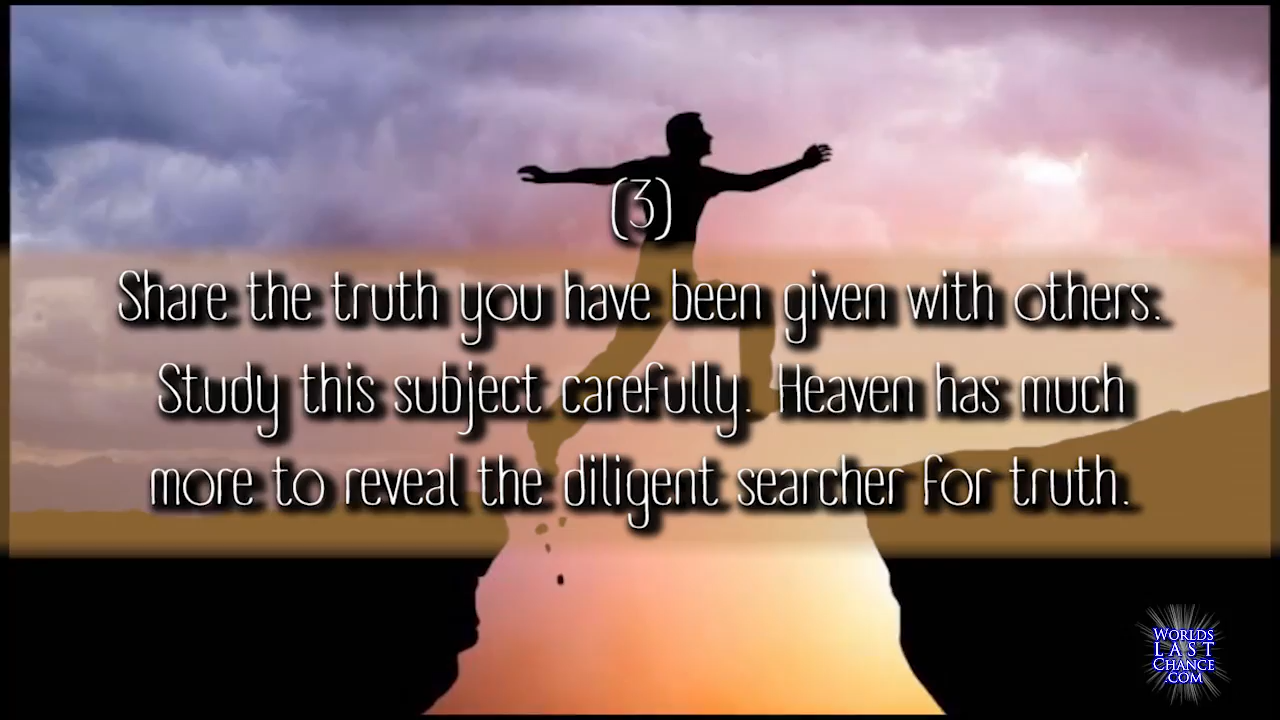 (3)
Share the truth you have been given with others.
Study this subject carefully. Heaven has much
more to reveal the diligent searcher for truth.
WORLDS
LAST
CHANCE
.COM